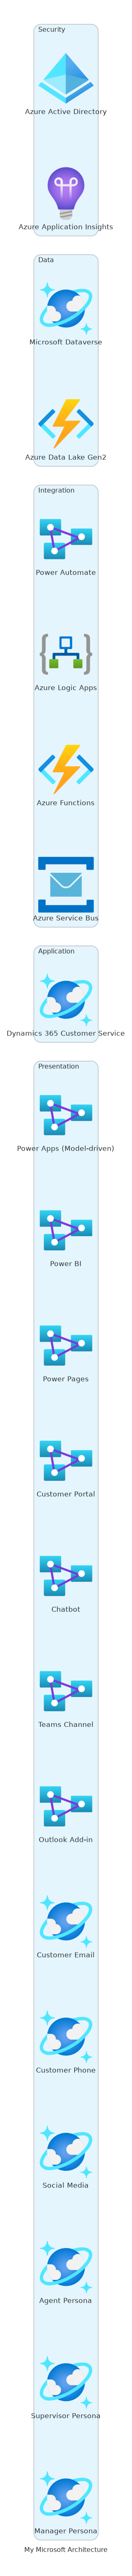 Security
Azure Active Directory
Azure Application Insights
Data
Microsoft Dataverse
Azure Data Lake Gen2
Integration
Power Automate
Azure Logic Apps
Azure Functions
Azure Service Bus
Application
Dynamics 365 Customer Service
Presentation
Power Apps (Model-driven)
Power BI
Power Pages
Customer Portal
Chatbot
Teams Channel
Outlook Add-in
Customer Email
Customer Phone
Social Media
Agent Persona
Supervisor Persona
Manager Persona
My Microsoft Architecture